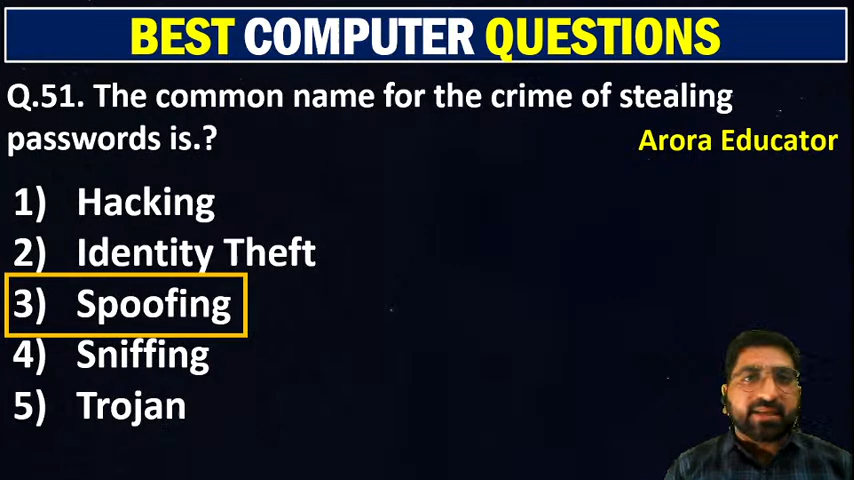 BEST COMPUTER QUESTIONS
Q.51. The common name for the crime of stealing
passwords is.?
Arora Educator
1) Hacking
2) Identity Theft
3) Spoofing
4) Sniffing
5) Trojan